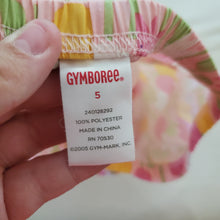 GYMBOREE®
5
240128292
100% POLYESTER
MADE IN CHINA
RN 70530
©2005 GYM-MARK, INC.